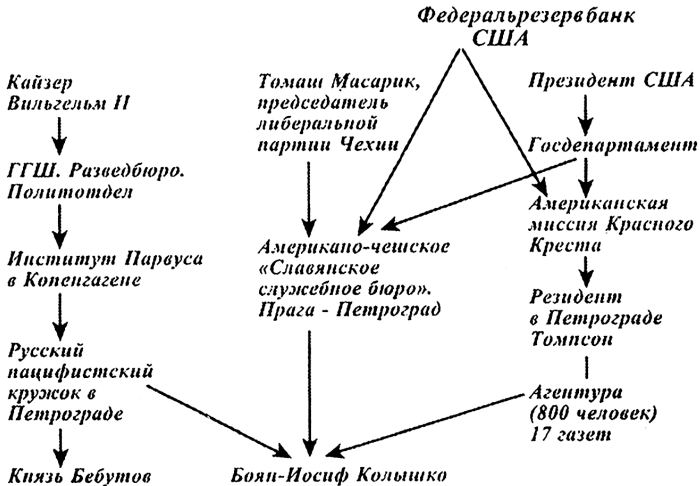 Федеральрезервбанк
США
Кайзер
Вильгельм II
ГГШ. Разведбюро.
Политотдел
Институт Парвуса
в Копенгагене
Русский
пацифистский
кружок в
Петрограде
Князь Бебутов
Томаш Масарик,
председатель
либеральной
партии Чехии
Американо-чешское
«Славянское
служебное бюро».
Прага - Петроград
Боян-Иосиф Колышко
Президент США
Госдепартамент
Американская
миссия Красного
Креста
Резидент
в Петрограде
Томпсон
Агентура
(800 человек)
17 газет